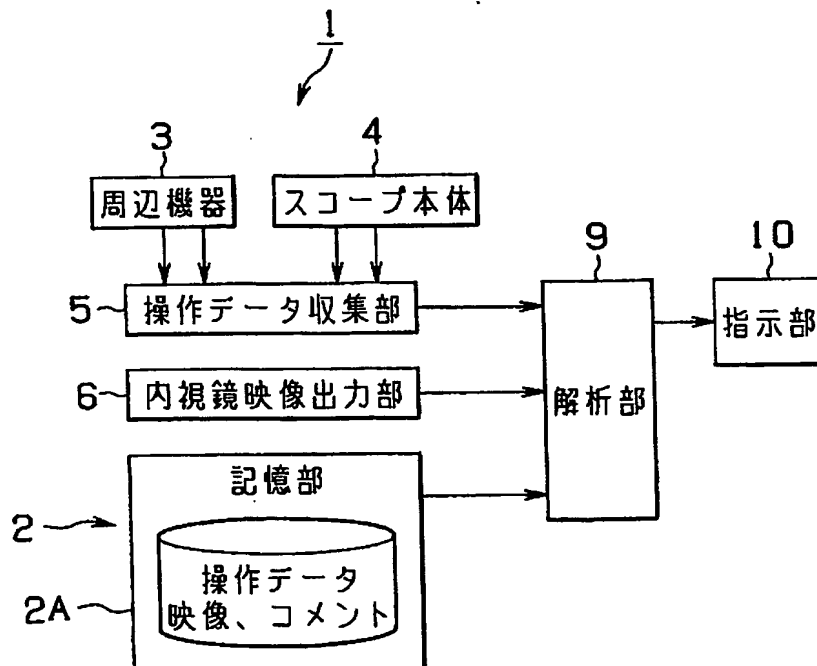 1
3
4
周辺機器
スコープ本体
9
10
5
操作データ収集部
指示部
6
内視鏡映像出力部
解析部
記憶部
2
操作データ
映像、コメント
2A